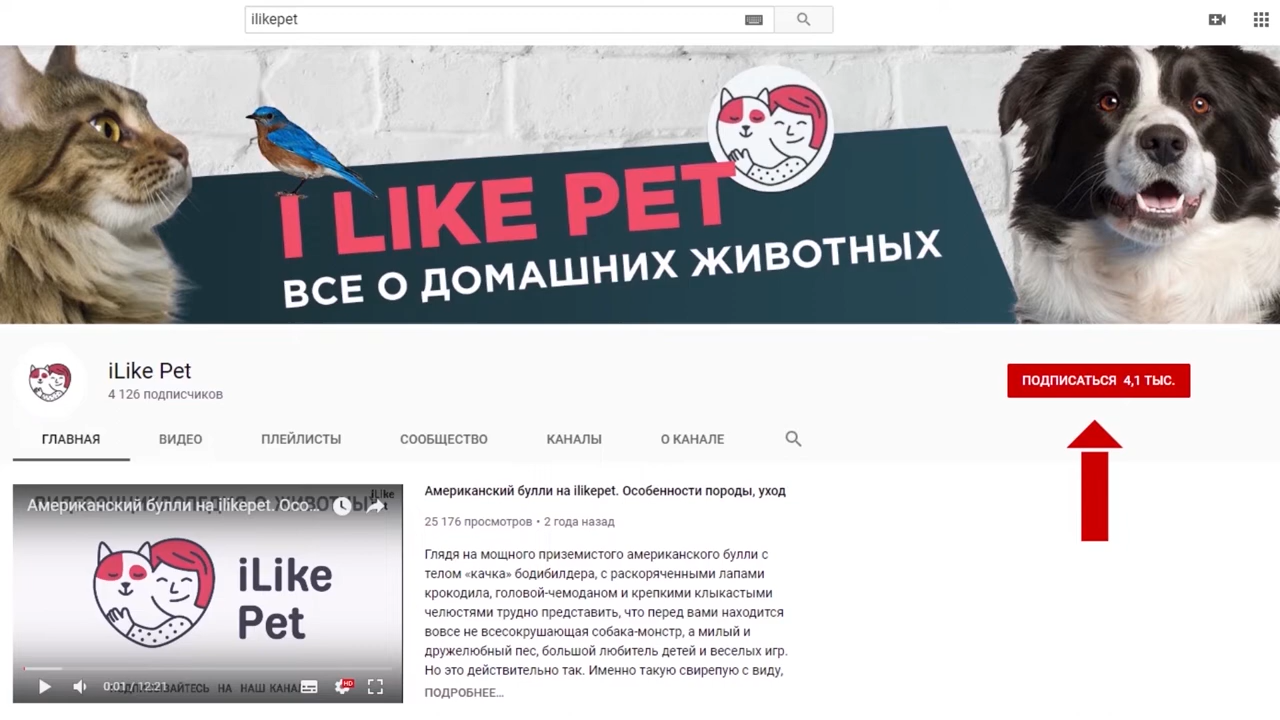 ilikepet
I LIKE PET
ВСЕ О ДОМАШНИХ ЖИВОТНЫХ
iLike Pet
4 126 подписчиков
ПОДПИСАТЬСЯ 4,1 ТЫС.
ГЛАВНАЯ
ВИДЕО
ПЛЕЙЛИСТЫ
СООБЩЕСТВО
КАНАЛЫ
О КАНАЛЕ
Американский булли на ilikepet. Осо...
iLike
Pet
0:01 / 12:21
HD
Американский булли на ilikepet. Особенности породы, уход
25 176 просмотров • 2 года назад
Глядя на мощного приземистого американского булли с
телом «качка» бодибилдера, с раскоряченными лапами
крокодила, головой-чемоданом и крепкими клыкастыми
челюстями трудно представить, что перед вами находится
вовсе не всесокрушающая собака-монстр, а милый и
дружелюбный пес, большой любитель детей и веселых игр.
Но это действительно так. Именно такую свирепую с виду,
ПОДРОБНЕЕ...